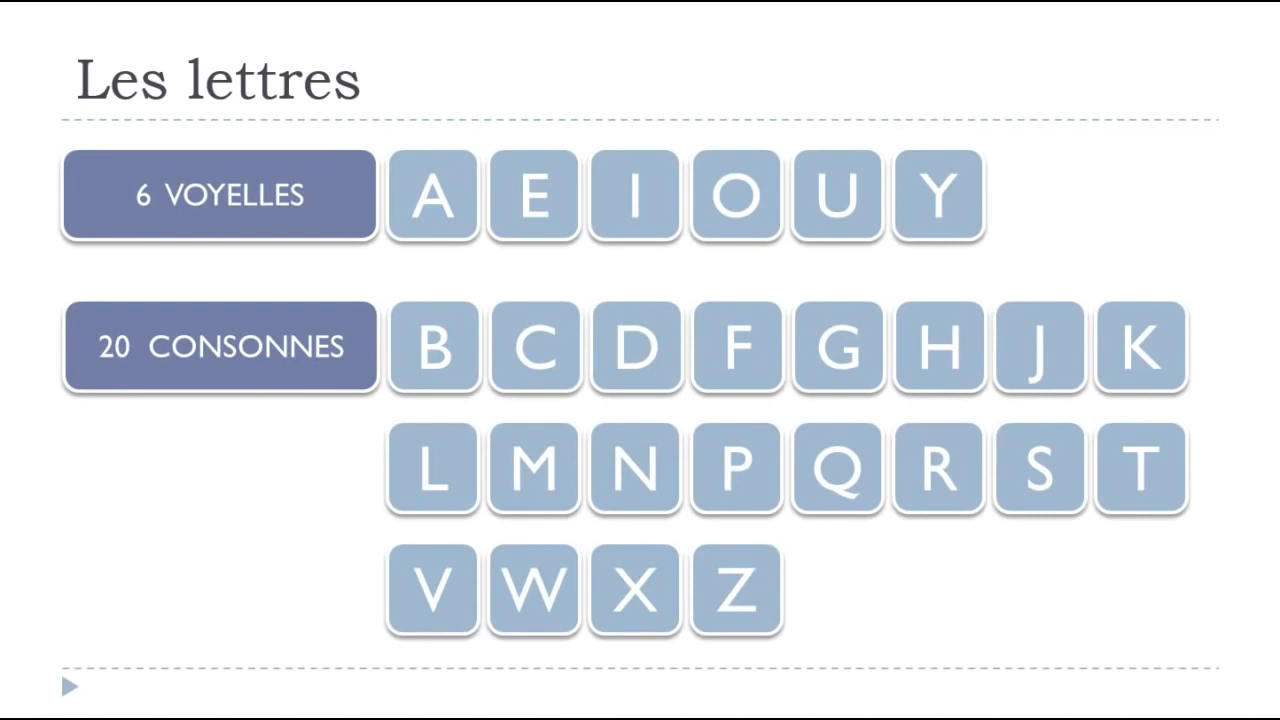 Les lettres
6 VOYELLES A E I O U Y
20 CONSONNES B C D F G H J K
L M N P Q R S T
V W X Z